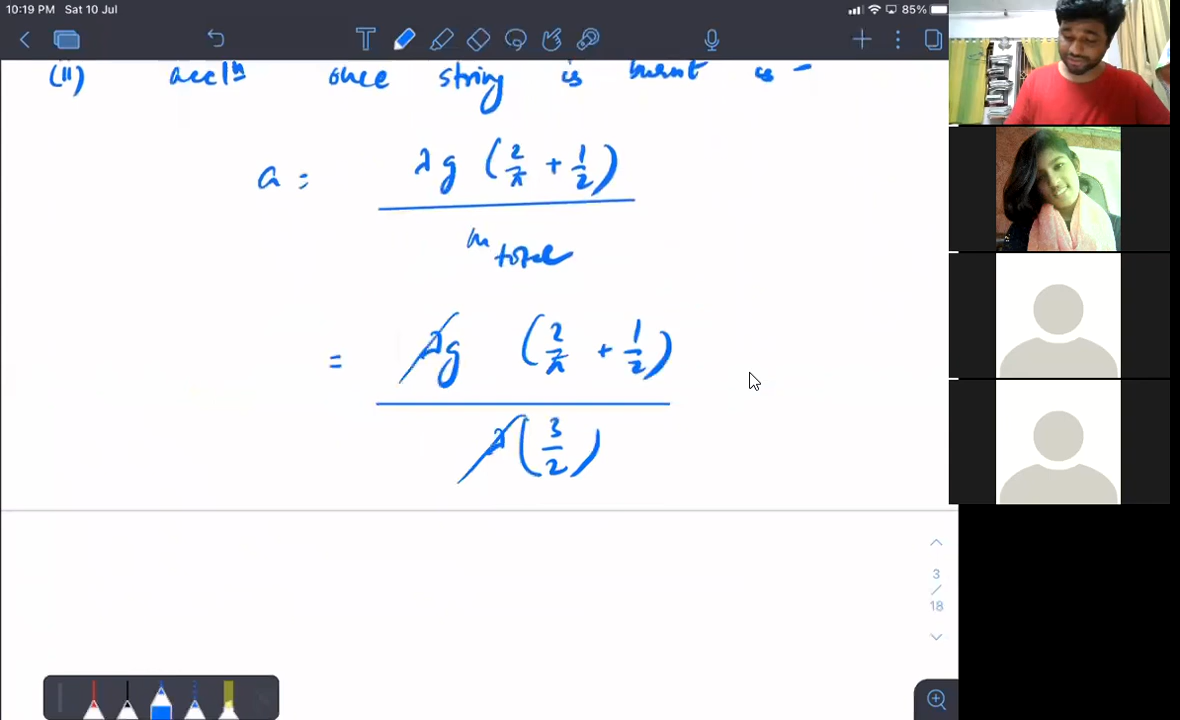 10:19 PM Sat 10 Jul 85%
T
(II) accⁿ once string is burnt is -
a = λg (2/π + 1/2) / m total
= λg (2/π + 1/2) / λ (3/2)
3
/
18